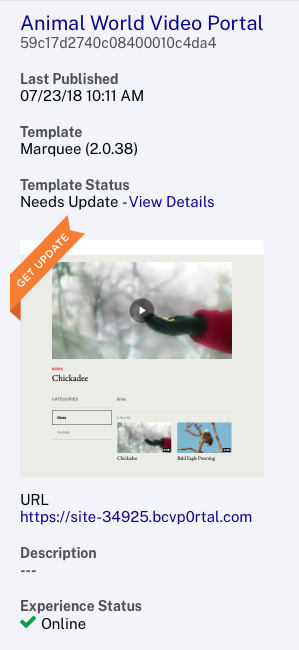 Animal World Video Portal
59c17d2740c08400010c4da4
Last Published
07/23/18 10:11 AM
Template
Marquee (2.0.38)
Template Status
Needs Update - View Details
GET UPDATE
BIRDS
Chickadee
CATEGORIES
Birds
Birds
Animals
Chickadee
Bald Eagle Preening
URL
https://site-34925.bcvp0rtal.com
Description
---
Experience Status
Online